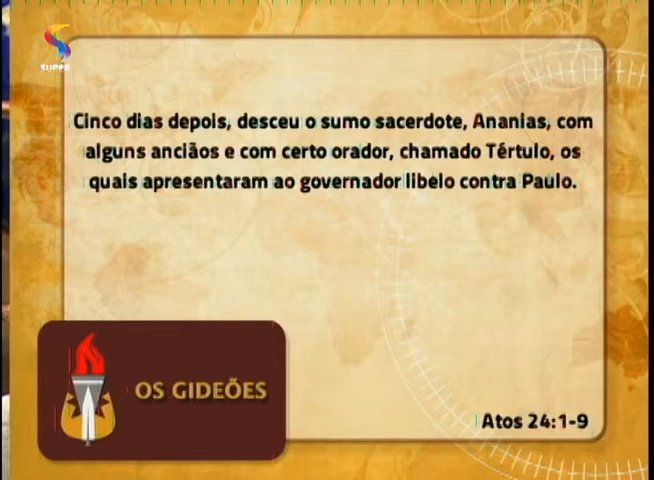 SUPER
Cinco dias depois, desceu o sumo sacerdote, Ananias, com
alguns anciãos e com certo orador, chamado Tértulo, os
quais apresentaram ao governador libelo contra Paulo.
OS GIDEÕES
Atos 24:1-9